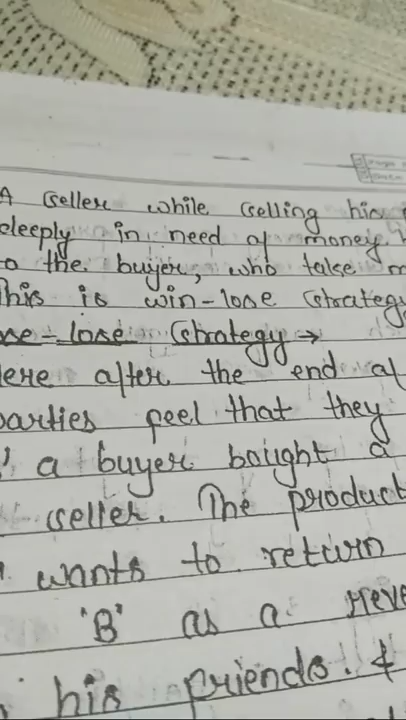 A seller while selling his
deeply in need of money.
to the buyer, who take
This is win-lose strategy
lose-lose strategy →
Here after the end of
parties feel that they
a buyer bought a
seller. The product
wants to return
'B' as a
his friends. &